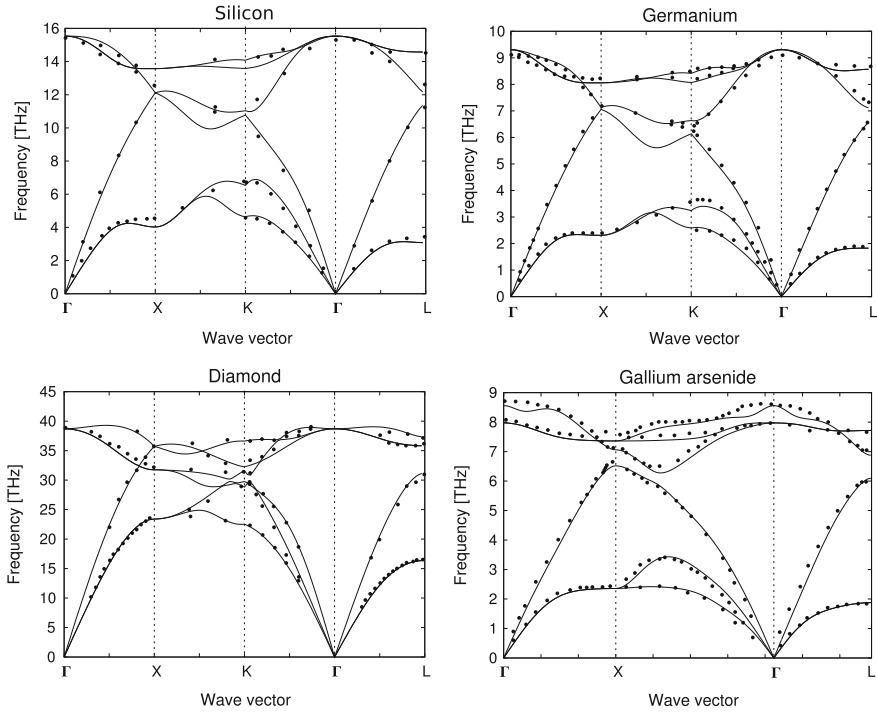 Silicon
16
14
12
10
8
6
4
2
0
Frequency [THz]
Γ X K Γ L
Wave vector
Germanium
10
9
8
7
6
5
4
3
2
1
0
Frequency [THz]
Γ X K Γ L
Wave vector
Diamond
45
40
35
30
25
20
15
10
5
0
Frequency [THz]
Γ X K Γ L
Wave vector
Gallium arsenide
9
8
7
6
5
4
3
2
1
0
Frequency [THz]
Γ X Γ L
Wave vector